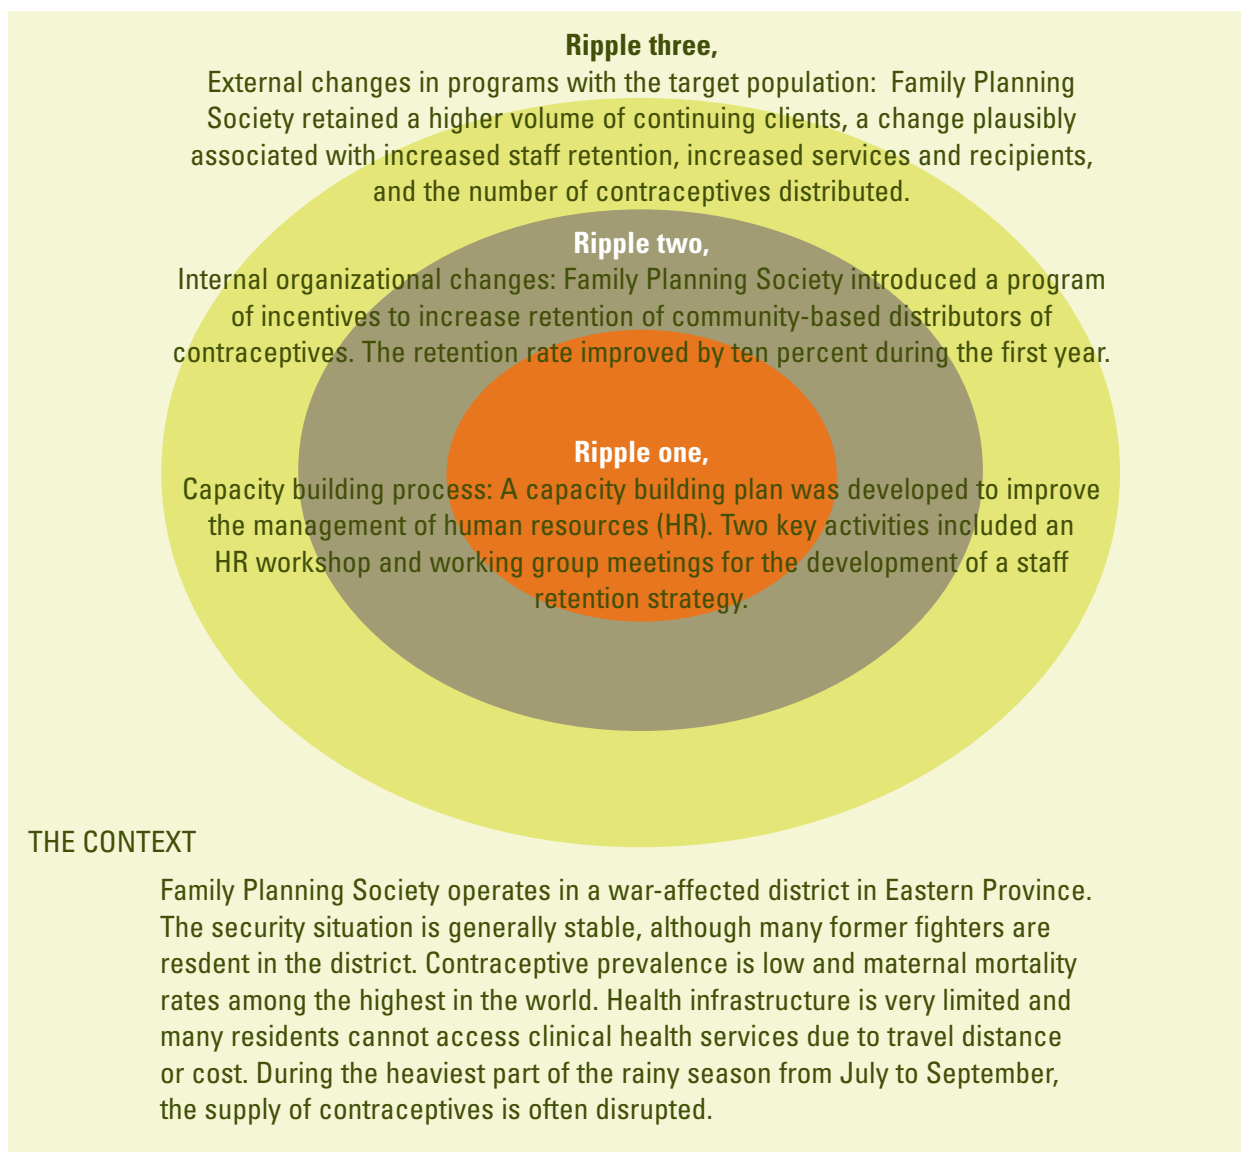 Ripple three,
External changes in programs with the target population:  Family Planning
Society retained a higher volume of continuing clients, a change plausibly
associated with increased staff retention, increased services and recipients,
and the number of contraceptives distributed.
Ripple two,
Internal organizational changes: Family Planning Society introduced a program
of incentives to increase retention of community-based distributors of
contraceptives. The retention rate improved by ten percent during the first year.
Ripple one,
Capacity building process: A capacity building plan was developed to improve
the management of human resources (HR). Two key activities included an
HR workshop and working group meetings for the development of a staff
retention strategy.
THE CONTEXT
Family Planning Society operates in a war-affected district in Eastern Province.
The security situation is generally stable, although many former fighters are
resdent in the district. Contraceptive prevalence is low and maternal mortality
rates among the highest in the world. Health infrastructure is very limited and
many residents cannot access clinical health services due to travel distance
or cost. During the heaviest part of the rainy season from July to September,
the supply of contraceptives is often disrupted.